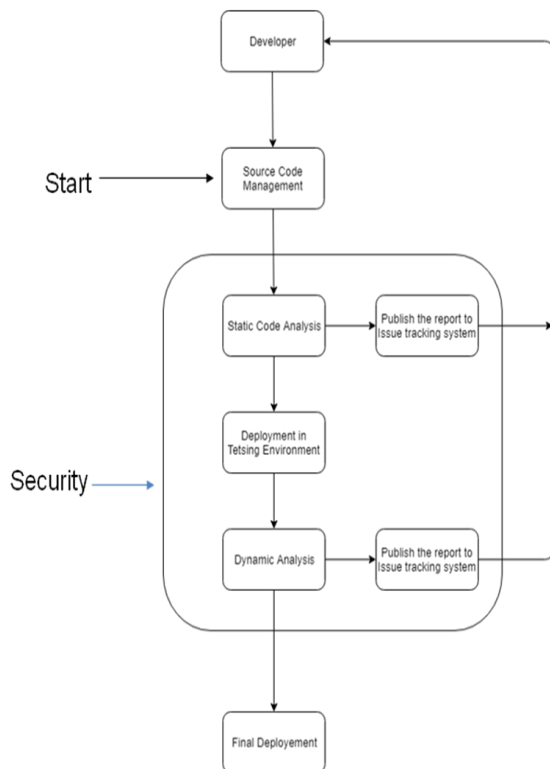 Developer
Start
Source Code
Management
Static Code Analysis
Publish the report to
Issue tracking system
Deployment in
Tetsing Environment
Security
Dynamic Analysis
Publish the report to
Issue tracking system
Final Deployement